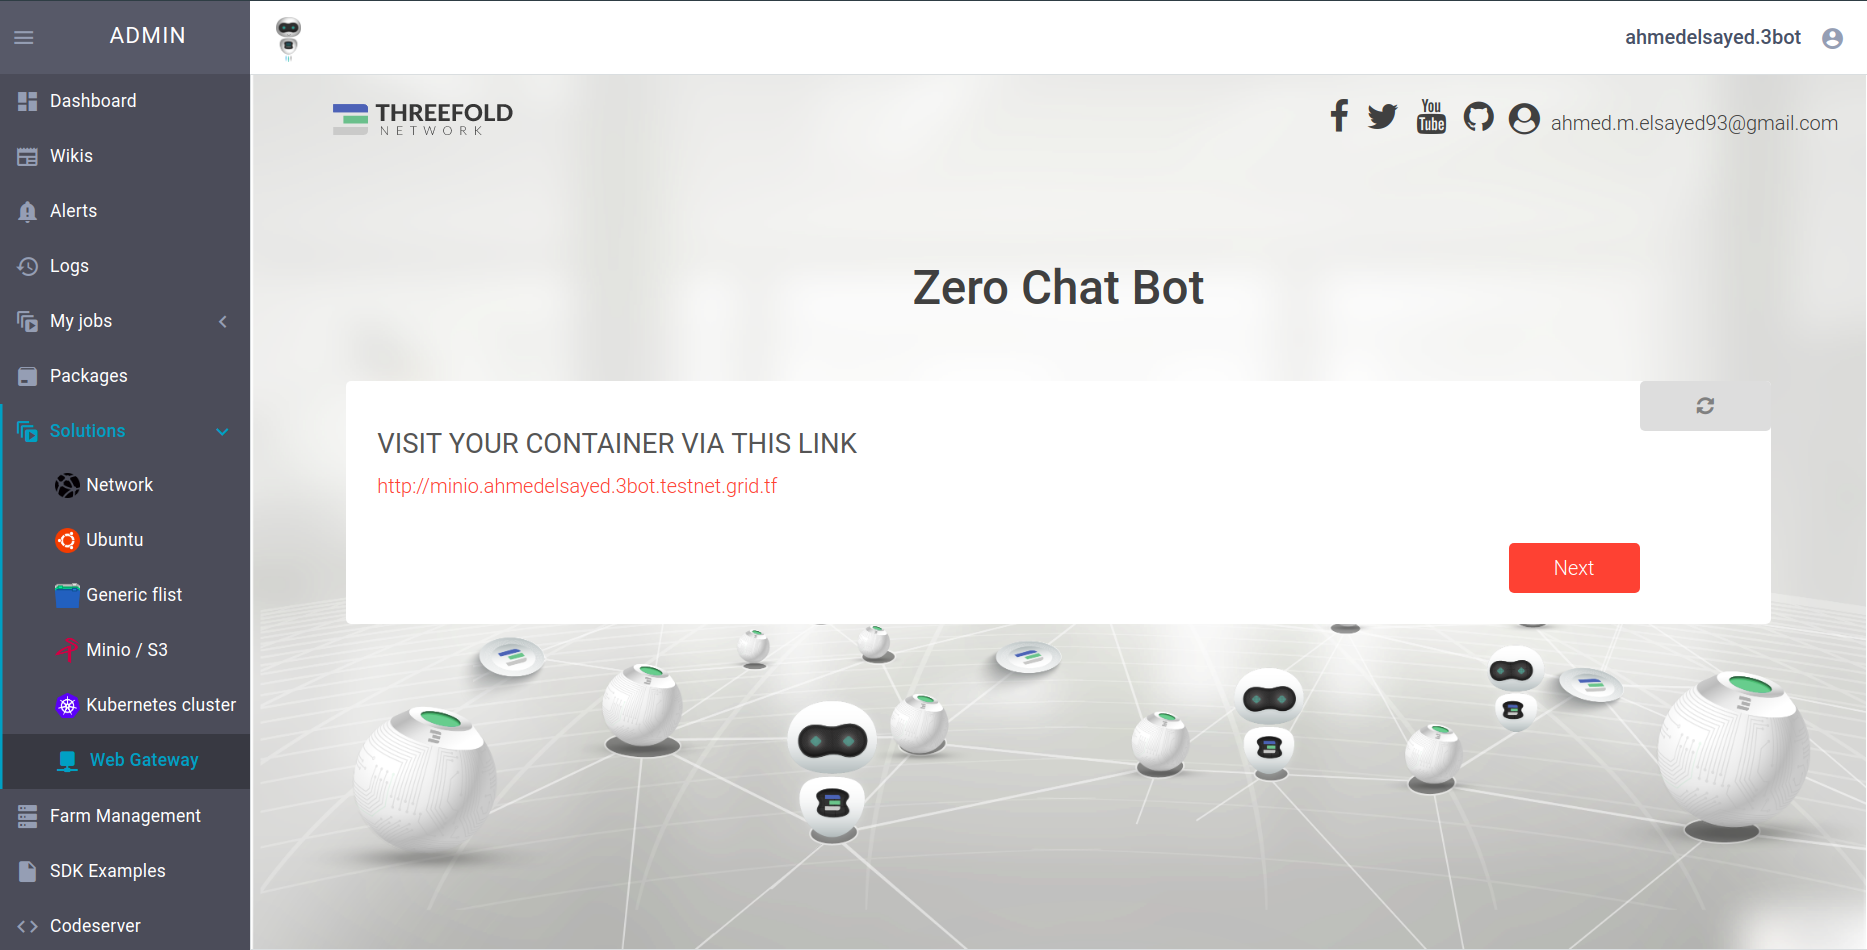 ADMIN
ahmedelsayed.3bot
Dashboard
Wikis
Alerts
Logs
My jobs
Packages
Solutions
Network
Ubuntu
Generic flist
Minio / S3
Kubernetes cluster
Web Gateway
Farm Management
SDK Examples
Codeserver
THREEFOLD
NETWORK
You
Tube
ahmed.m.elsayed93@gmail.com
Zero Chat Bot
VISIT YOUR CONTAINER VIA THIS LINK
http://minio.ahmedelsayed.3bot.testnet.grid.tf
Next